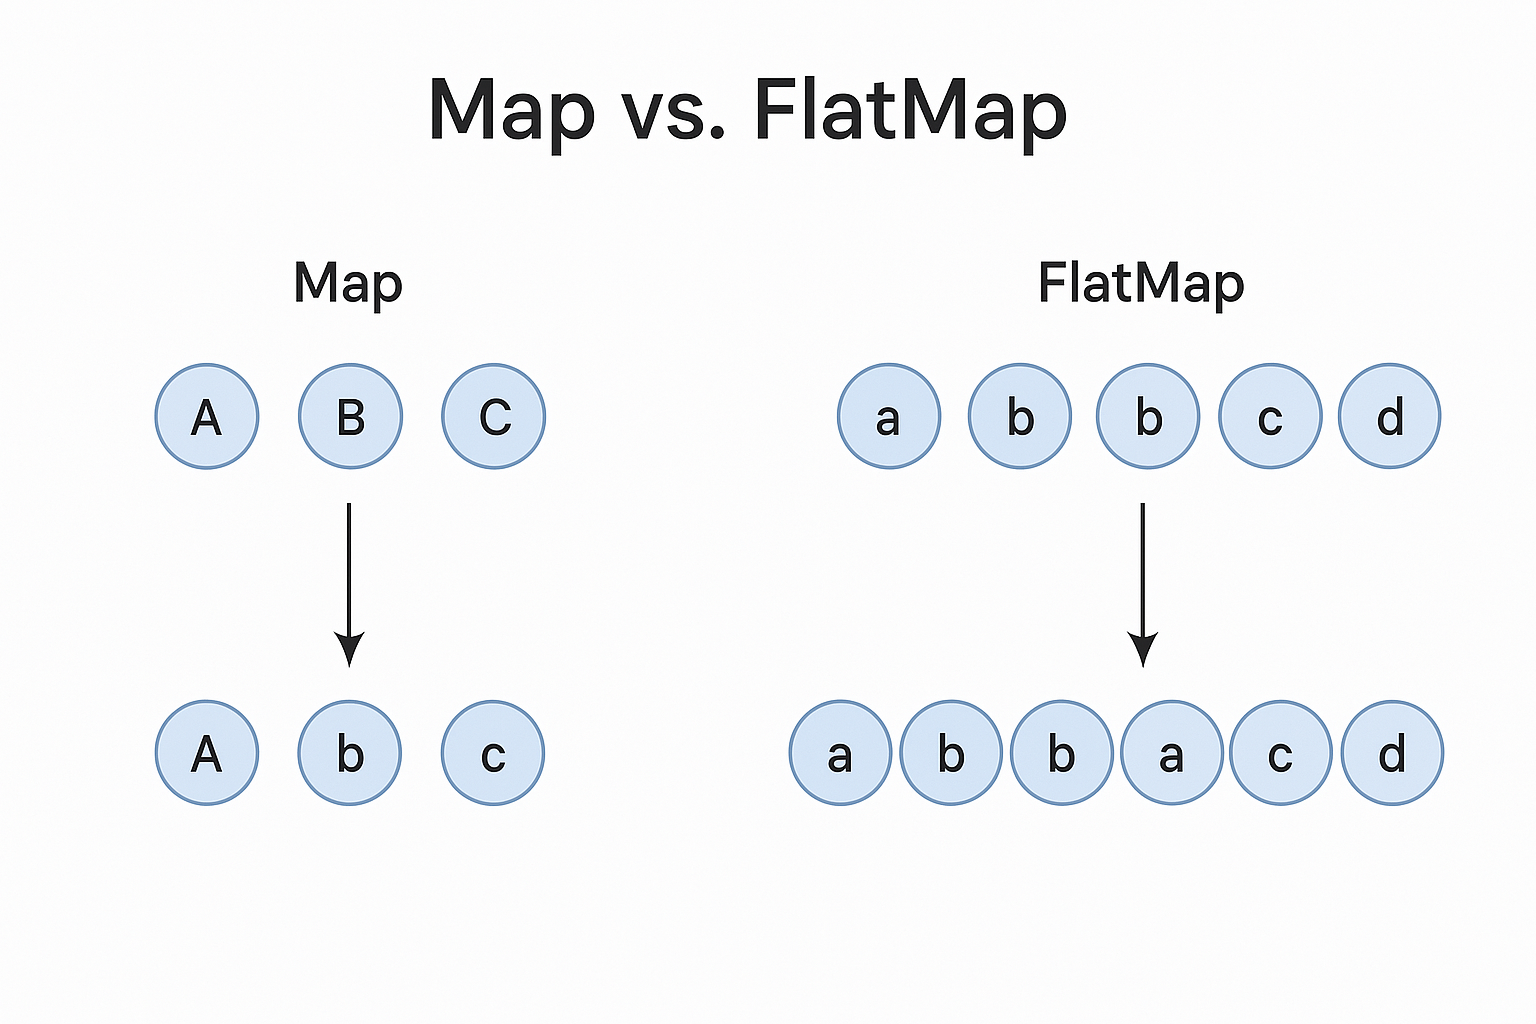 Map vs. FlatMap
Map
FlatMap
A B C
a b b c d
A b c
a b b a c d